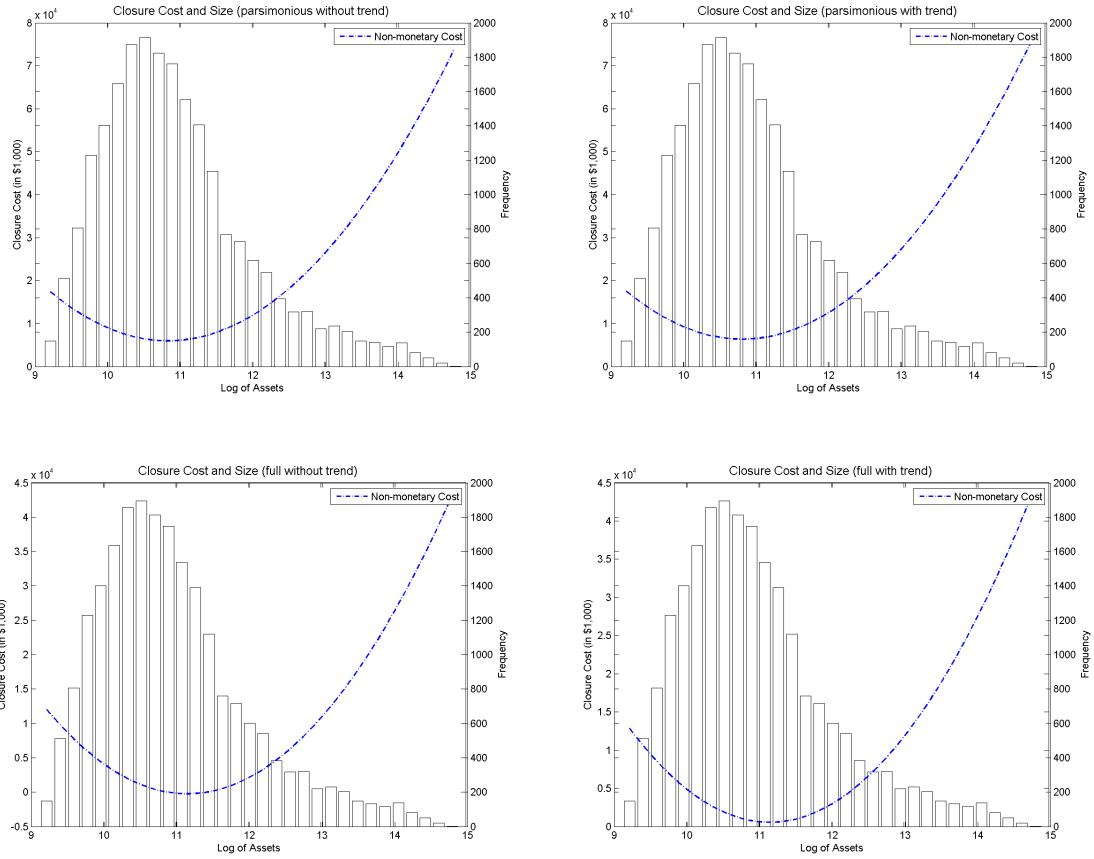 Closure Cost and Size (parsimonious without trend)
x 10⁴
8
7
6
5
4
3
2
1
0
Closure Cost (in $1,000)
Non-monetary Cost
2000
1800
1600
1400
1200
1000
800
600
400
200
0
Frequency
9 10 11 12 13 14 15
Log of Assets
Closure Cost and Size (parsimonious with trend)
x 10⁴
8
7
6
5
4
3
2
1
0
Closure Cost (in $1,000)
Non-monetary Cost
2000
1800
1600
1400
1200
1000
800
600
400
200
0
Frequency
9 10 11 12 13 14 15
Log of Assets
Closure Cost and Size (full without trend)
x 10⁴
4.5
4
3.5
3
2.5
2
1.5
1
0.5
0
-0.5
Closure Cost (in $1,000)
Non-monetary Cost
2000
1800
1600
1400
1200
1000
800
600
400
200
0
Frequency
9 10 11 12 13 14 15
Log of Assets
Closure Cost and Size (full with trend)
x 10⁴
4.5
4
3.5
3
2.5
2
1.5
1
0.5
0
Closure Cost (in $1,000)
Non-monetary Cost
2000
1800
1600
1400
1200
1000
800
600
400
200
0
Frequency
9 10 11 12 13 14 15
Log of Assets